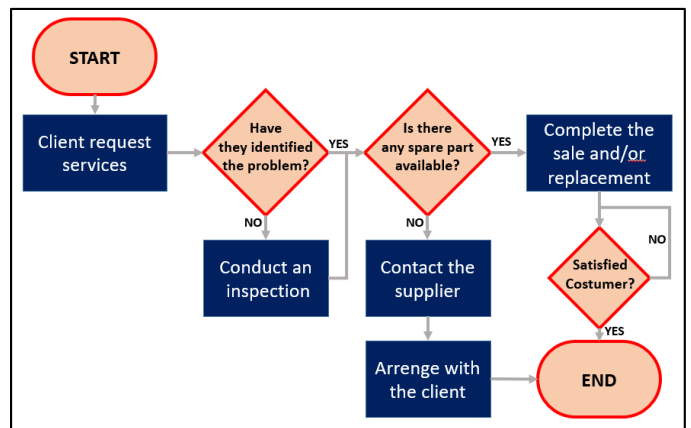 START
Client request
services
Have
they identified
the problem?
YES
NO
Conduct an
inspection
Is there
any spare part
available?
YES
NO
Contact the
supplier
Arrenge with
the client
Complete the
sale and/or
replacement
Satisfied
Costumer?
NO
YES
END